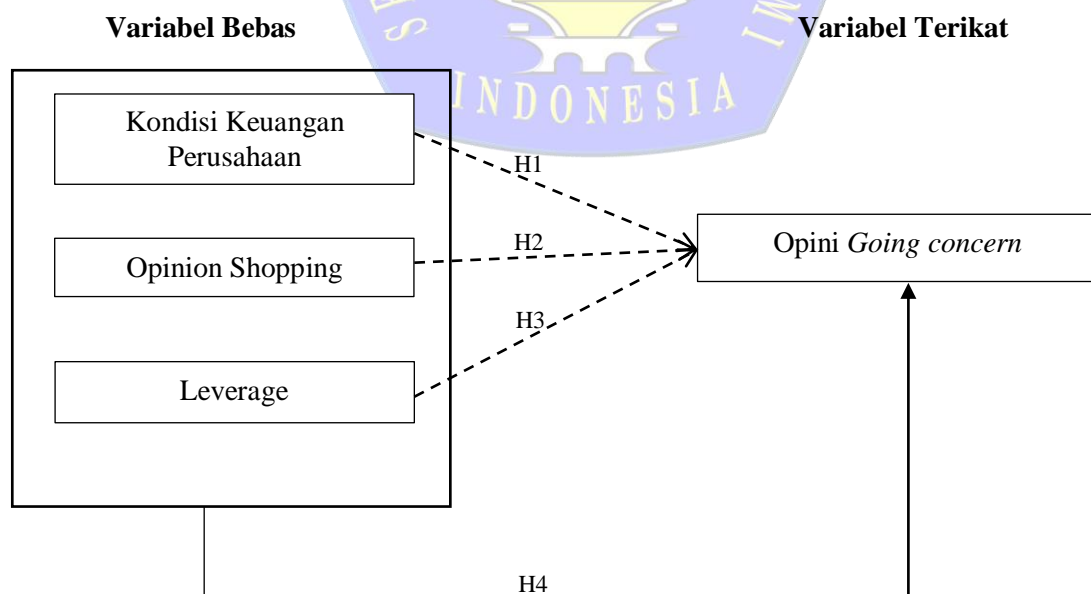 Variabel Bebas
Variabel Terikat
INDONESIA
Kondisi Keuangan
Perusahaan
H1
Opini Going concern
H2
Opinion Shopping
H3
Leverage
H4